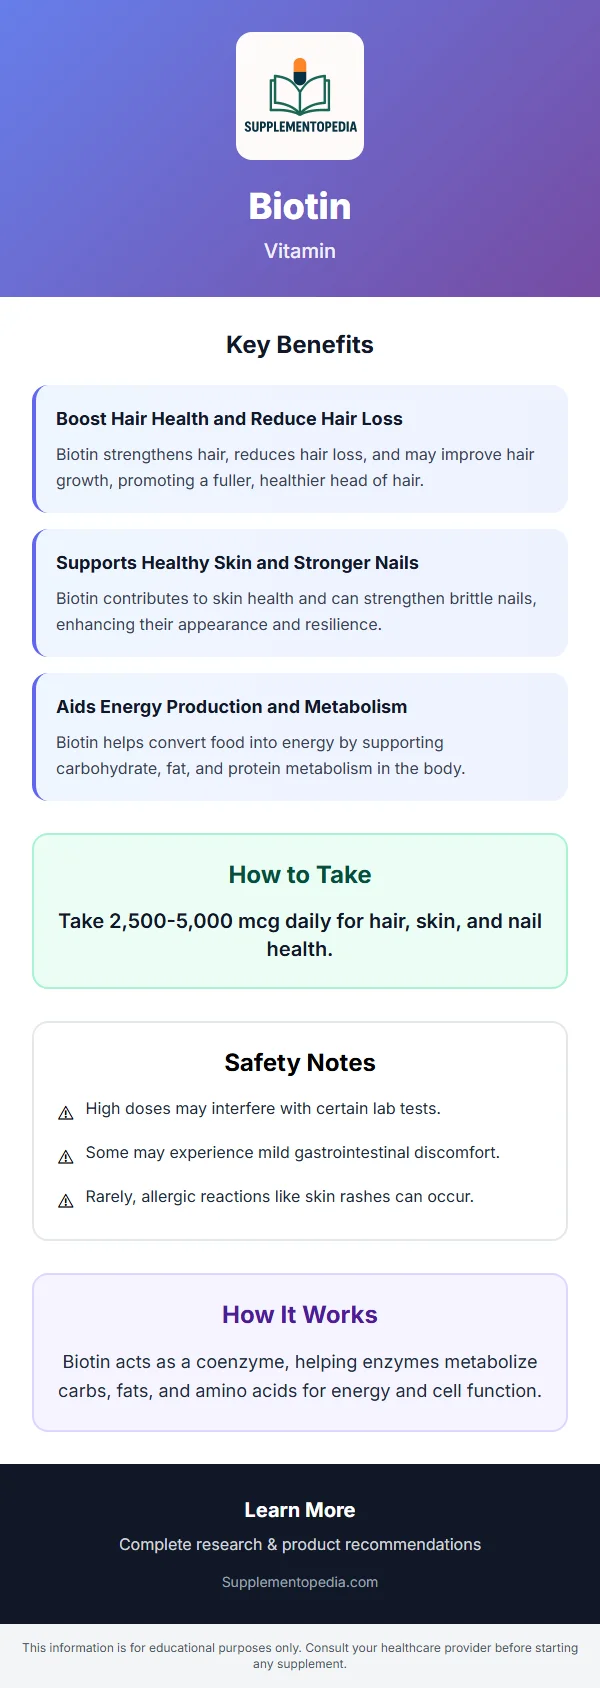 SUPPLEMENTOPEDIA
Biotin
Vitamin
Key Benefits
Boost Hair Health and Reduce Hair Loss
Biotin strengthens hair, reduces hair loss, and may improve hair
growth, promoting a fuller, healthier head of hair.
Supports Healthy Skin and Stronger Nails
Biotin contributes to skin health and can strengthen brittle nails,
enhancing their appearance and resilience.
Aids Energy Production and Metabolism
Biotin helps convert food into energy by supporting
carbohydrate, fat, and protein metabolism in the body.
How to Take
Take 2,500-5,000 mcg daily for hair, skin, and nail
health.
Safety Notes
High doses may interfere with certain lab tests.
Some may experience mild gastrointestinal discomfort.
Rarely, allergic reactions like skin rashes can occur.
How It Works
Biotin acts as a coenzyme, helping enzymes metabolize
carbs, fats, and amino acids for energy and cell function.
Learn More
Complete research & product recommendations
Supplementopedia.com
This information is for educational purposes only. Consult your healthcare provider before starting
any supplement.